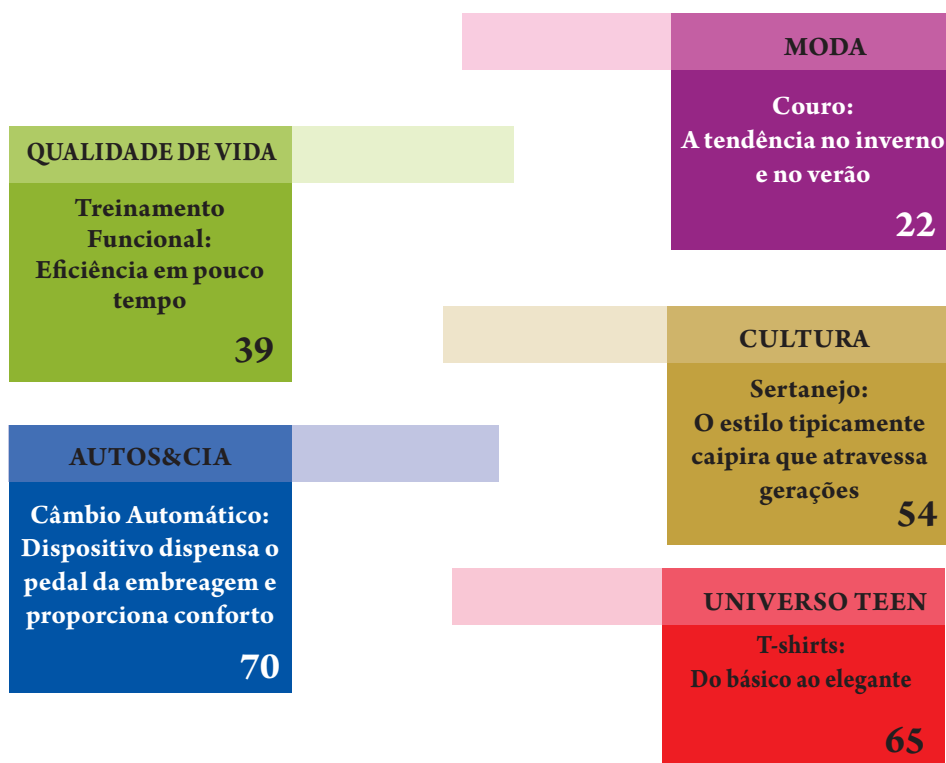 MODA
Couro:
A tendência no inverno
e no verão
22
QUALIDADE DE VIDA
Treinamento
Funcional:
Eficiência em pouco
tempo
39
CULTURA
Sertanejo:
O estilo tipicamente
caipira que atravessa
gerações
54
AUTOS&CIA
Câmbio Automático:
Dispositivo dispensa o
pedal da embreagem e
proporciona conforto
70
UNIVERSO TEEN
T-shirts:
Do básico ao elegante
65